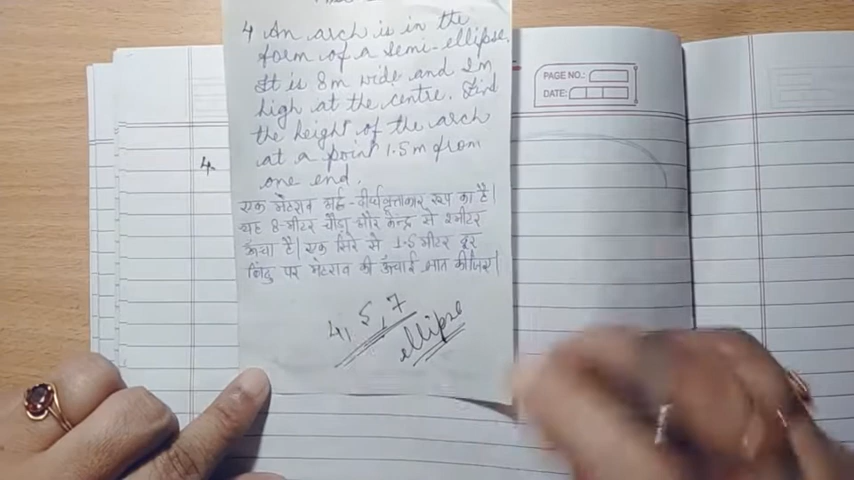 4 An arch is in the
form of a semi-ellipse.
It is 8m wide and 2m
high at the centre. Find
the height of the arch
at a point 1.5m from
one end.
एक मेहराव अर्ध-दीर्घवृत्ताकार रूप का है।
यह 8 मीटर चौड़ा और केन्द्र से 2 मीटर
ऊँचा है। एक सिरे से 1.5 मीटर दूर
बिंदु पर मेहराव की ऊँचाई ज्ञात कीजिए।
4, 5, 7
ellipse
4.
PAGE NO.:
DATE: